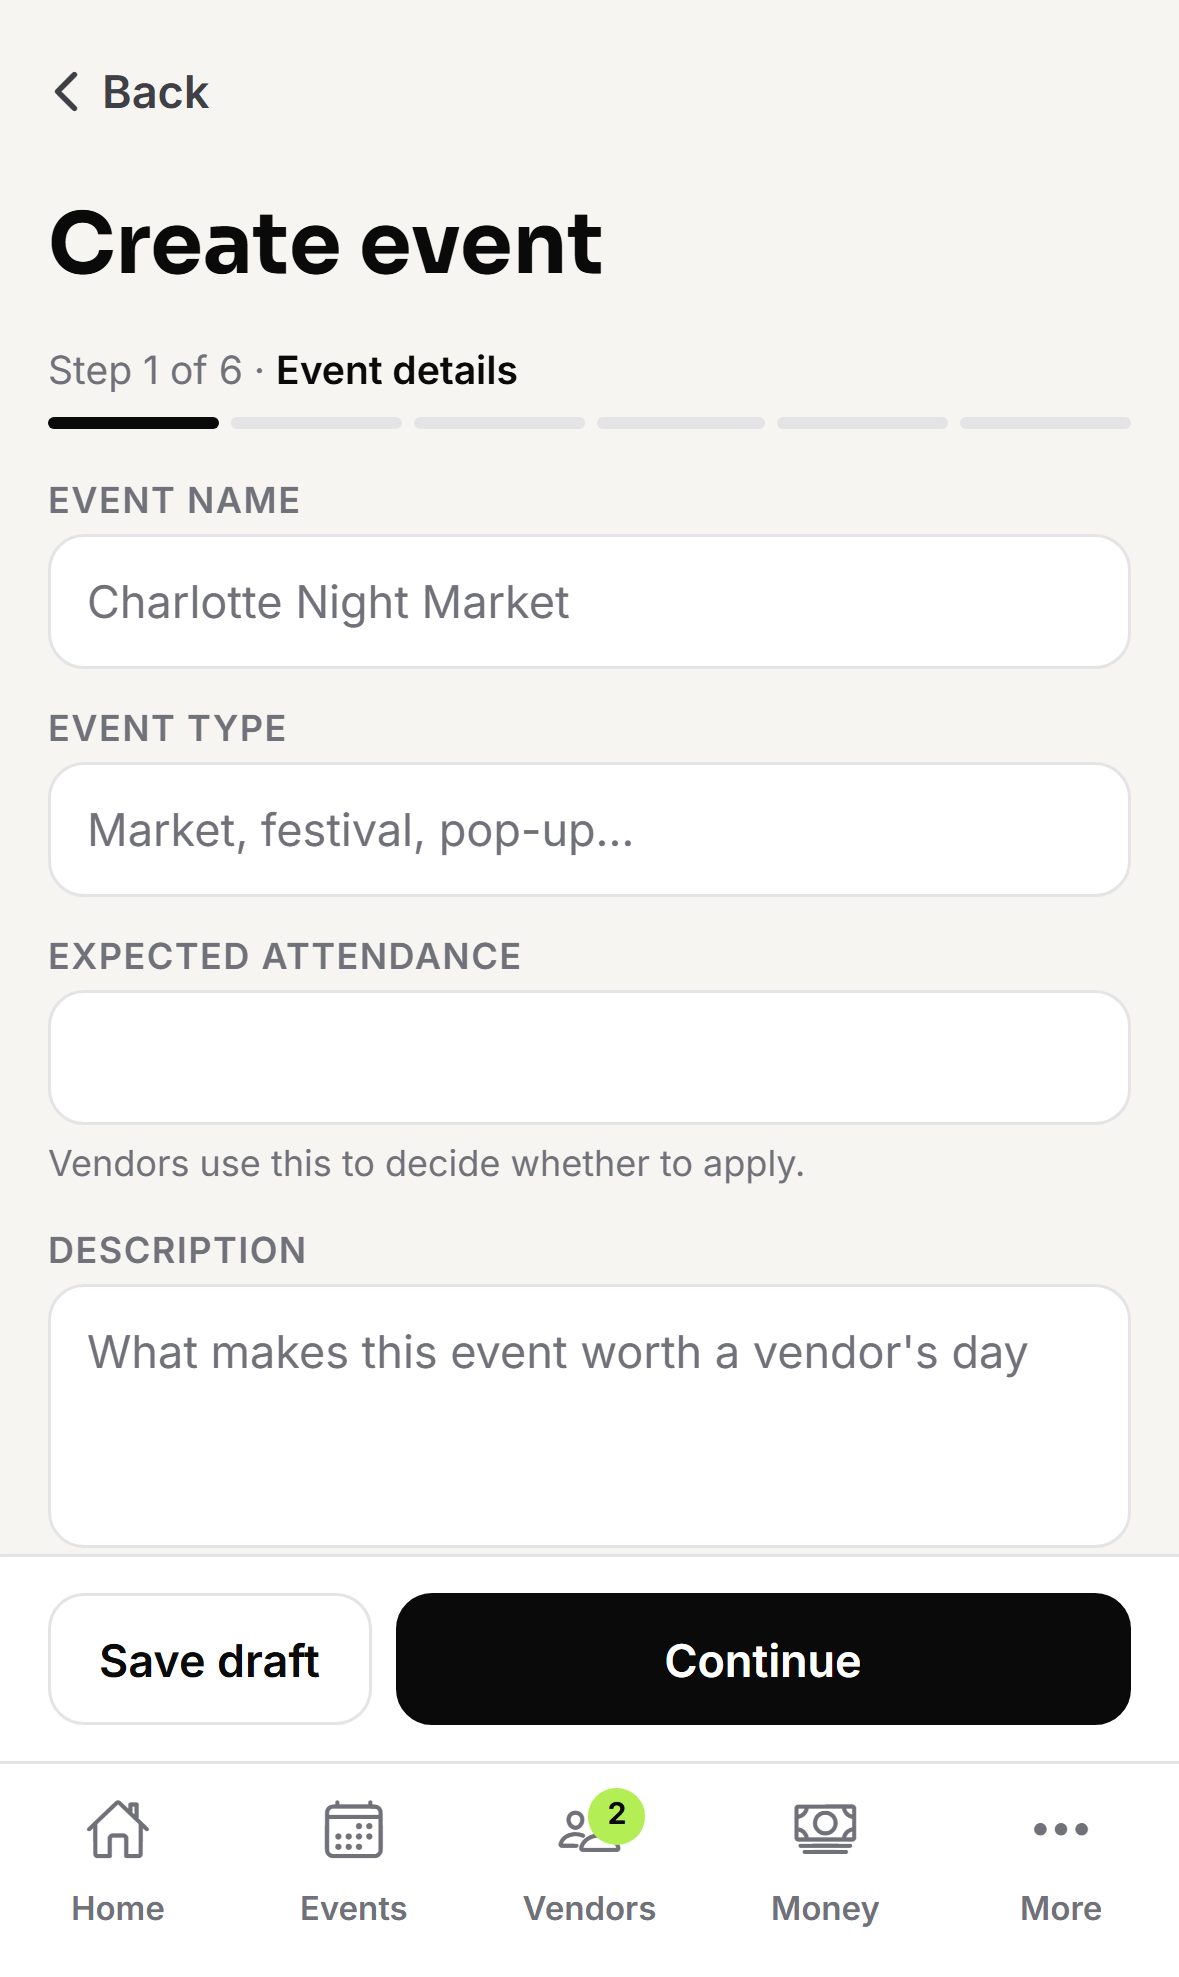 Back
Create event
Step 1 of 6 · Event details
EVENT NAME
Charlotte Night Market
EVENT TYPE
Market, festival, pop-up...
EXPECTED ATTENDANCE
Vendors use this to decide whether to apply.
DESCRIPTION
What makes this event worth a vendor's day
Save draft
Continue
2
Home
Events
Vendors
Money
More